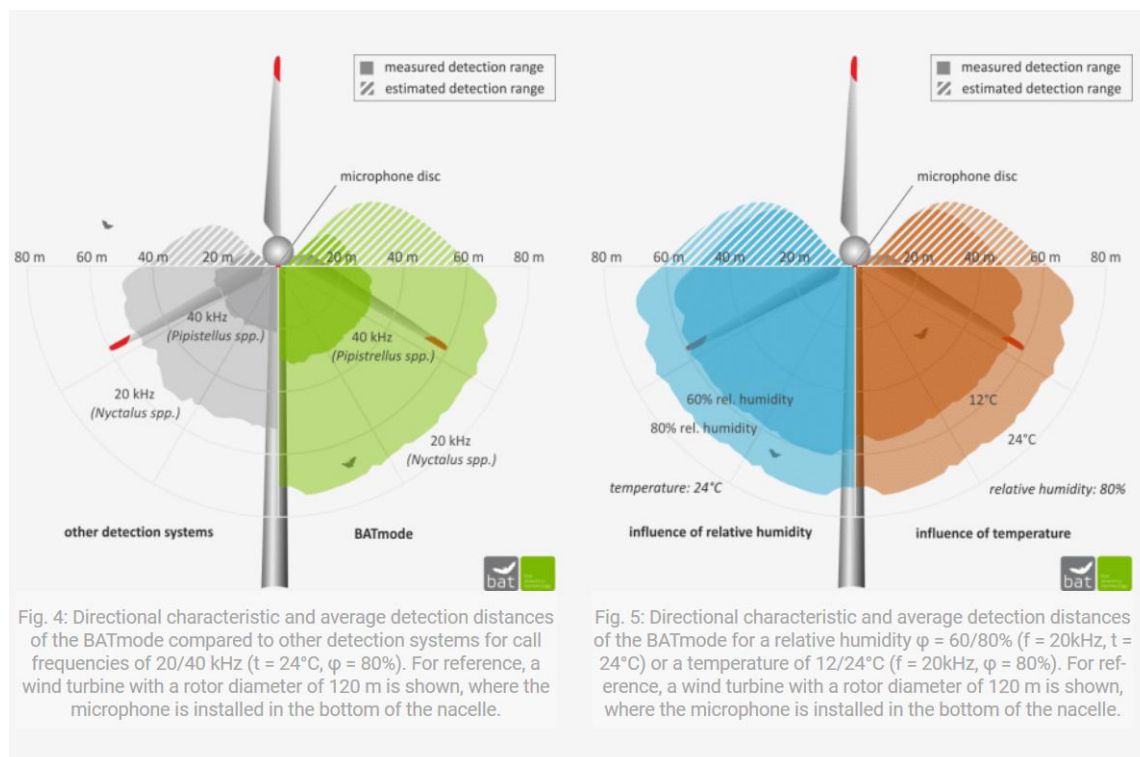 measured detection range
estimated detection range
microphone disc
80 m 60 m 40 m 20 m 20 m 40 m 60 m 80 m
40 kHz
(Pipistellus spp.)
40 kHz
(Pipistrellus spp.)
20 kHz
(Nyctalus spp.)
20 kHz
(Nyctalus spp.)
other detection systems
BATmode
bat
Fig. 4: Directional characteristic and average detection distances
of the BATmode compared to other detection systems for call
frequencies of 20/40 kHz (t = 24°C, φ = 80%). For reference, a
wind turbine with a rotor diameter of 120 m is shown, where the
microphone is installed in the bottom of the nacelle.
measured detection range
estimated detection range
microphone disc
80 m 60 m 40 m 20 m 20 m 40 m 60 m 80 m
60% rel. humidity
80% rel. humidity
12°C
24°C
temperature: 24°C
relative humidity: 80%
influence of relative humidity
influence of temperature
bat
Fig. 5: Directional characteristic and average detection distances
of the BATmode for a relative humidity φ = 60/80% (f = 20kHz, t =
24°C) or a temperature of 12/24°C (f = 20kHz, φ = 80%). For ref-
erence, a wind turbine with a rotor diameter of 120 m is shown,
where the microphone is installed in the bottom of the nacelle.